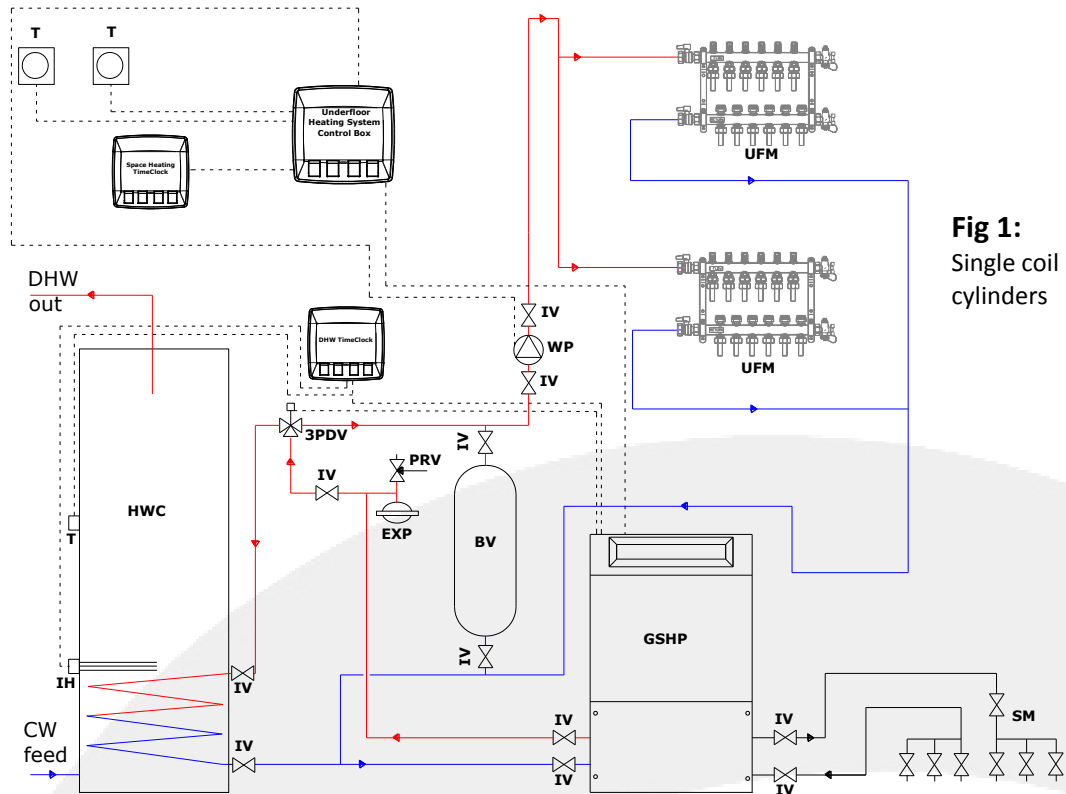 T
T
Underfloor
Heating System
Control Box
Space Heating
TimeClock
UFM
Fig 1:
Single coil
cylinders
DHW
out
DHW TimeClock
IV
WP
IV
UFM
3PDV
IV
PRV
IV
EXP
HWC
T
BV
GSHP
IV
IH
IV
IV
IV
SM
CW
feed
IV
IV
IV